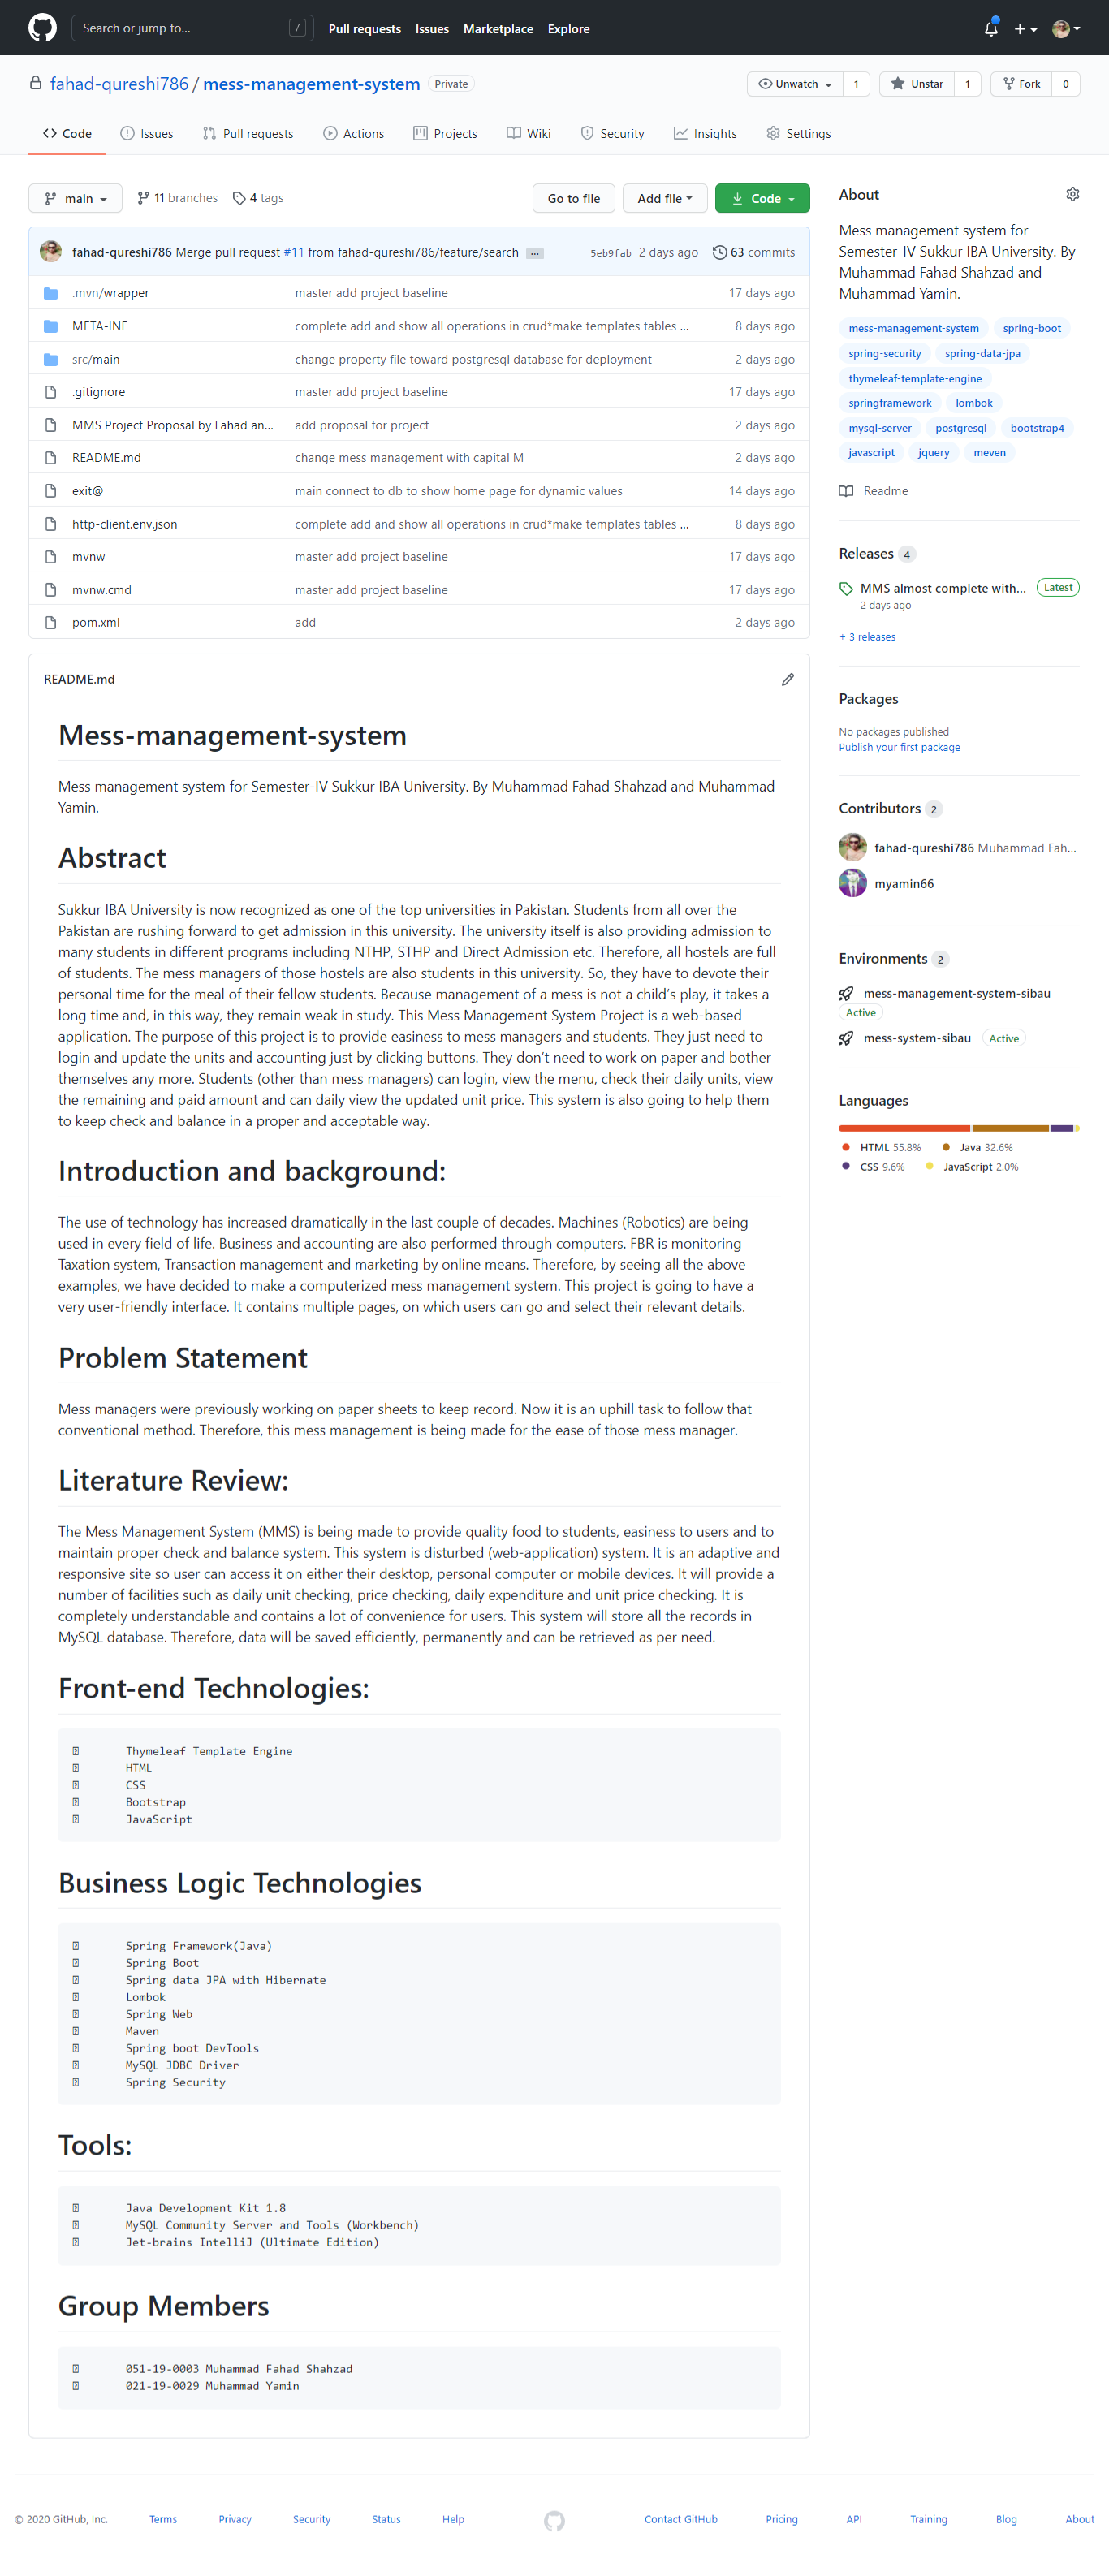 Search or jump to... /
Pull requests Issues Marketplace Explore
fahad-qureshi786 / mess-management-system Private
Unwatch 1 Unstar 1 Fork 0
Code Issues Pull requests Actions Projects Wiki Security Insights Settings
main 11 branches 4 tags Go to file Add file Code
fahad-qureshi786 Merge pull request #11 from fahad-qureshi786/feature/search ... 5eb9fab 2 days ago 63 commits
.mvn/wrapper master add project baseline 17 days ago
META-INF complete add and show all operations in crud*make templates tables ... 8 days ago
src/main change property file toward postgresql database for deployment 2 days ago
.gitignore master add project baseline 17 days ago
MMS Project Proposal by Fahad an... add proposal for project 2 days ago
README.md change mess management with capital M 2 days ago
exit@ main connect to db to show home page for dynamic values 14 days ago
http-client.env.json complete add and show all operations in crud*make templates tables ... 8 days ago
mvnw master add project baseline 17 days ago
mvnw.cmd master add project baseline 17 days ago
pom.xml add 2 days ago
README.md
Mess-management-system
Mess management system for Semester-IV Sukkur IBA University. By Muhammad Fahad Shahzad and Muhammad
Yamin.
Abstract
Sukkur IBA University is now recognized as one of the top universities in Pakistan. Students from all over the
Pakistan are rushing forward to get admission in this university. The university itself is also providing admission to
many students in different programs including NTHP, STHP and Direct Admission etc. Therefore, all hostels are full
of students. The mess managers of those hostels are also students in this university. So, they have to devote their
personal time for the meal of their fellow students. Because management of a mess is not a child’s play, it takes a
long time and, in this way, they remain weak in study. This Mess Management System Project is a web-based
application. The purpose of this project is to provide easiness to mess managers and students. They just need to
login and update the units and accounting just by clicking buttons. They don’t need to work on paper and bother
themselves any more. Students (other than mess managers) can login, view the menu, check their daily units, view
the remaining and paid amount and can daily view the updated unit price. This system is also going to help them
to keep check and balance in a proper and acceptable way.
Introduction and background:
The use of technology has increased dramatically in the last couple of decades. Machines (Robotics) are being
used in every field of life. Business and accounting are also performed through computers. FBR is monitoring
Taxation system, Transaction management and marketing by online means. Therefore, by seeing all the above
examples, we have decided to make a computerized mess management system. This project is going to have a
very user-friendly interface. It contains multiple pages, on which users can go and select their relevant details.
Problem Statement
Mess managers were previously working on paper sheets to keep record. Now it is an uphill task to follow that
conventional method. Therefore, this mess management is being made for the ease of those mess manager.
Literature Review:
The Mess Management System (MMS) is being made to provide quality food to students, easiness to users and to
maintain proper check and balance system. This system is disturbed (web-application) system. It is an adaptive and
responsive site so user can access it on either their desktop, personal computer or mobile devices. It will provide a
number of facilities such as daily unit checking, price checking, daily expenditure and unit price checking. It is
completely understandable and contains a lot of convenience for users. This system will store all the records in
MySQL database. Therefore, data will be saved efficiently, permanently and can be retrieved as per need.
Front-end Technologies:
Thymeleaf Template Engine
HTML
CSS
Bootstrap
JavaScript
Business Logic Technologies
Spring Framework(Java)
Spring Boot
Spring data JPA with Hibernate
Lombok
Spring Web
Maven
Spring boot DevTools
MySQL JDBC Driver
Spring Security
Tools:
Java Development Kit 1.8
MySQL Community Server and Tools (Workbench)
Jet-brains IntelliJ (Ultimate Edition)
Group Members
051-19-0003 Muhammad Fahad Shahzad
021-19-0029 Muhammad Yamin
About
Mess management system for
Semester-IV Sukkur IBA University. By
Muhammad Fahad Shahzad and
Muhammad Yamin.
mess-management-system spring-boot
spring-security spring-data-jpa
thymeleaf-template-engine
springframework lombok
mysql-server postgresql bootstrap4
javascript jquery meven
Readme
Releases 4
MMS almost complete with... Latest
2 days ago
+ 3 releases
Packages
No packages published
Publish your first package
Contributors 2
fahad-qureshi786 Muhammad Fah...
myamin66
Environments 2
mess-management-system-sibau
Active
mess-system-sibau Active
Languages
HTML 55.8% Java 32.6%
CSS 9.6% JavaScript 2.0%
© 2020 GitHub, Inc. Terms Privacy Security Status Help Contact GitHub Pricing API Training Blog About